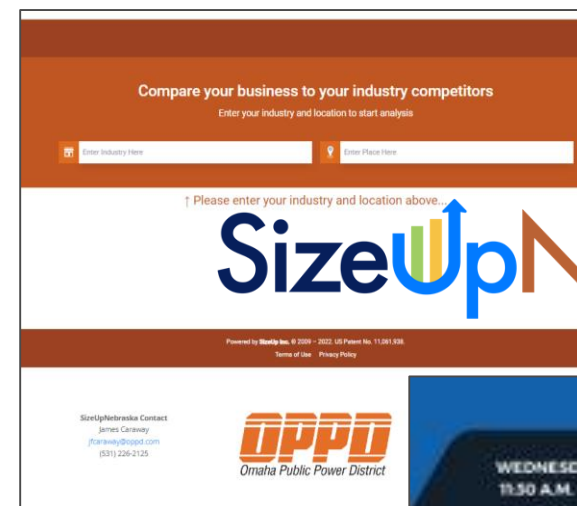 Compare your business to your industry competitors
Enter your industry and location to start analysis
Enter Industry Here
Enter Place Here
↑ Please enter your industry and location above...
SizeUpN
Powered by SizeUp Inc. © 2009 – 2022. US Patent No. 11,061,938.
Terms of Use Privacy Policy
SizeUpNebraska Contact
James Caraway
jfcaraway@oppd.com
(531) 226-2125
OPPD
Omaha Public Power District
WEDNESD
11:30 A.M.